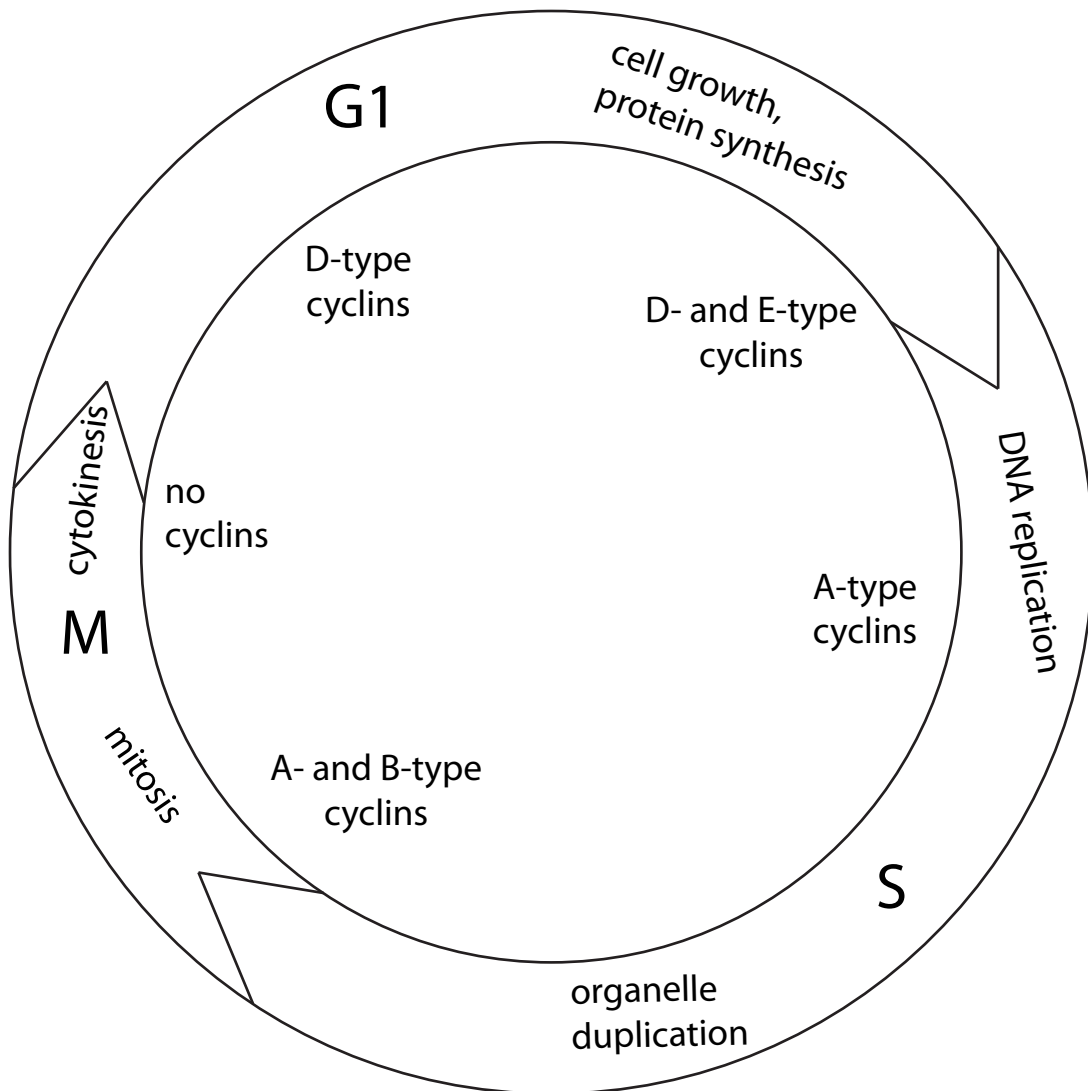 G1
cell growth,
protein synthesis
D-type
cyclins
D- and E-type
cyclins
DNA replication
cytokinesis
no
cyclins
A-type
cyclins
M
mitosis
A- and B-type
cyclins
S
organelle
duplication